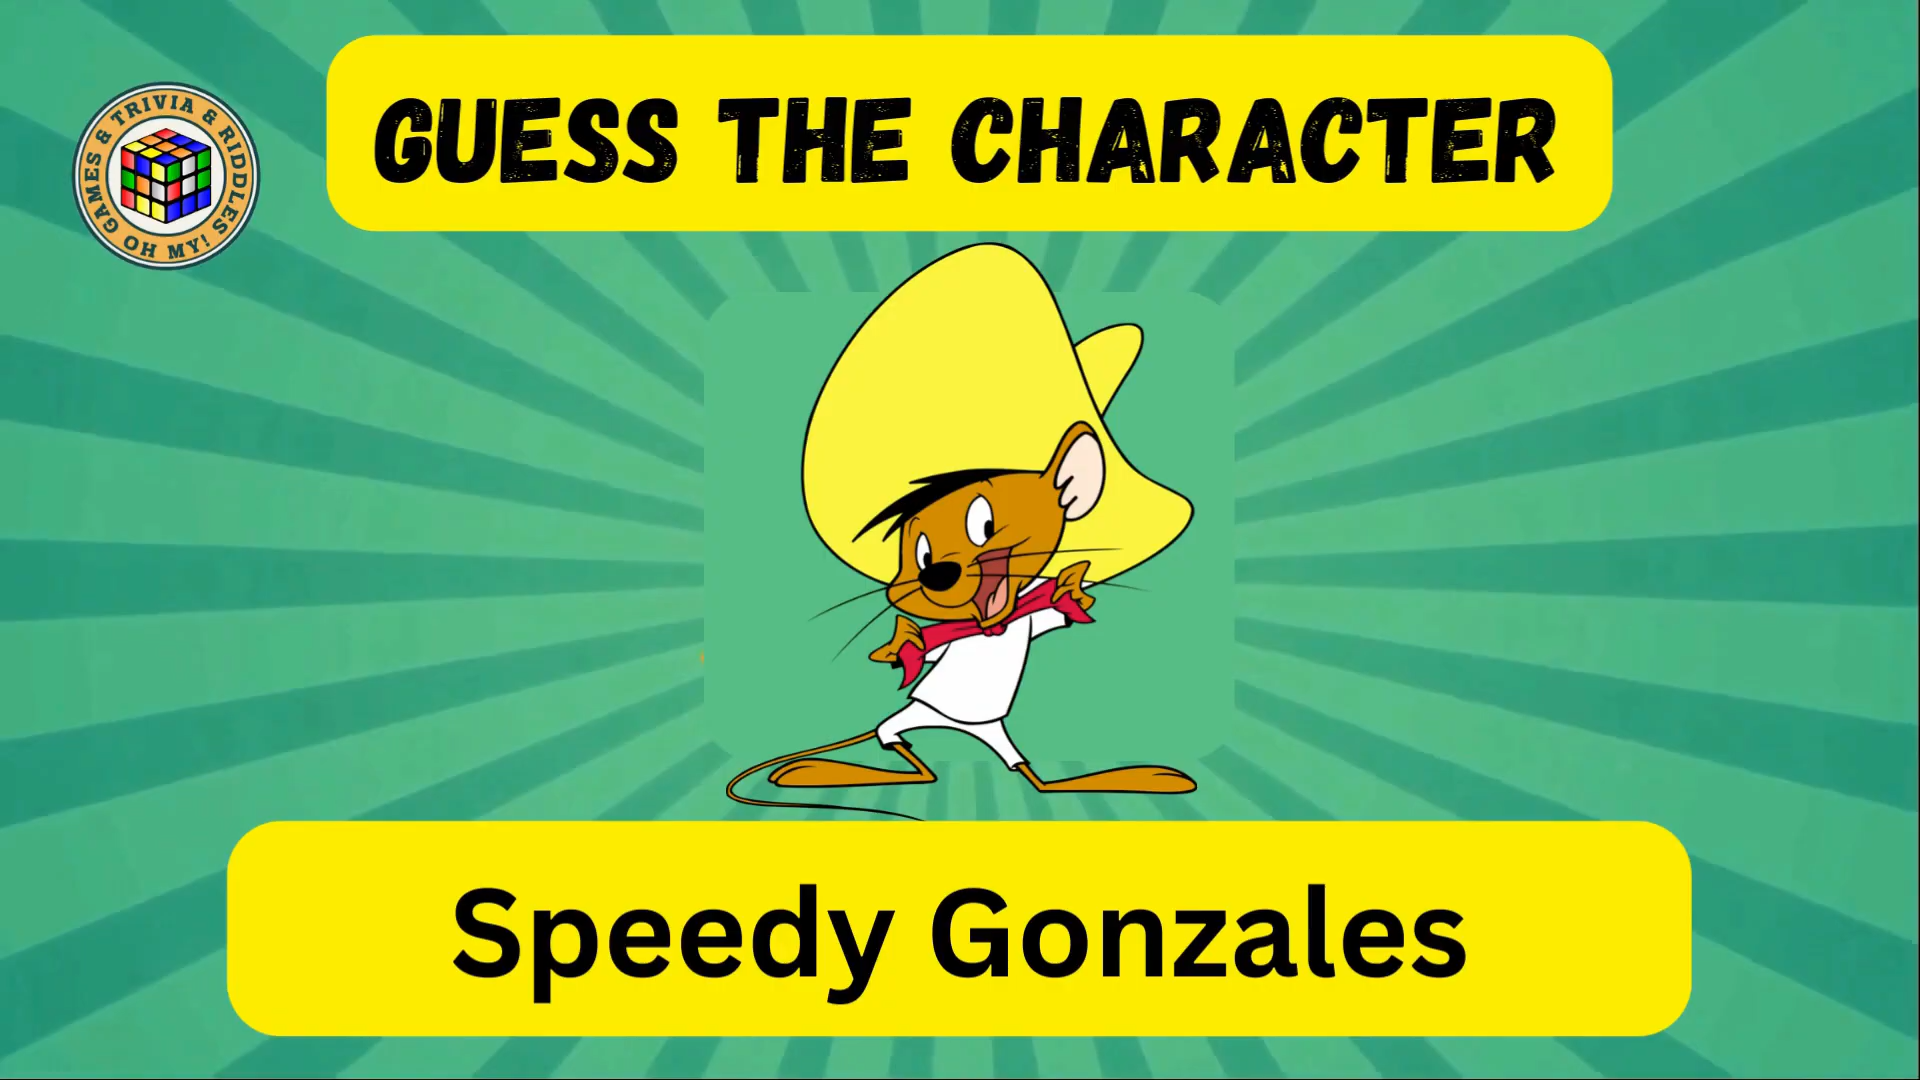 GAMES & TRIVIA & RIDDLES OH MY!
GUESS THE CHARACTER
Speedy Gonzales